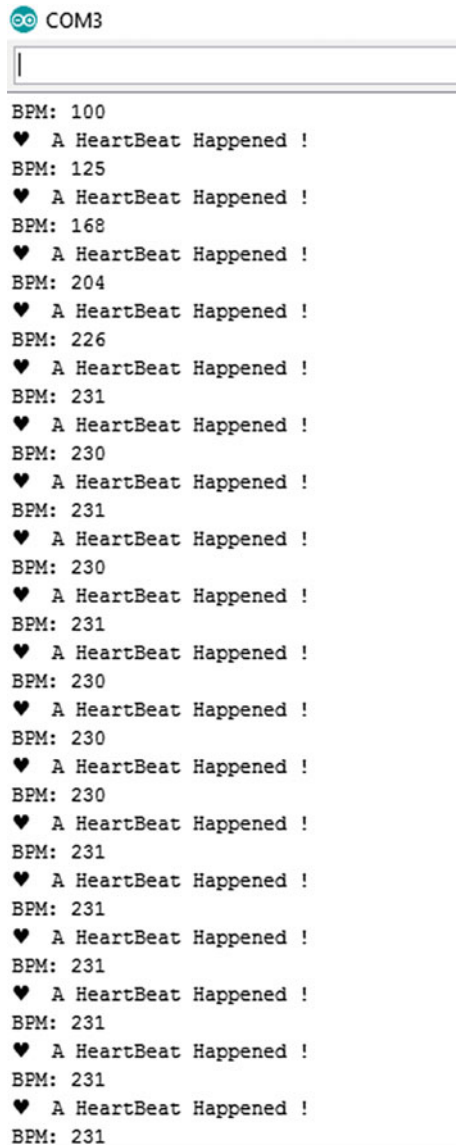 COM3
BPM: 100
♥ A HeartBeat Happened !
BPM: 125
♥ A HeartBeat Happened !
BPM: 168
♥ A HeartBeat Happened !
BPM: 204
♥ A HeartBeat Happened !
BPM: 226
♥ A HeartBeat Happened !
BPM: 231
♥ A HeartBeat Happened !
BPM: 230
♥ A HeartBeat Happened !
BPM: 231
♥ A HeartBeat Happened !
BPM: 230
♥ A HeartBeat Happened !
BPM: 231
♥ A HeartBeat Happened !
BPM: 230
♥ A HeartBeat Happened !
BPM: 230
♥ A HeartBeat Happened !
BPM: 230
♥ A HeartBeat Happened !
BPM: 231
♥ A HeartBeat Happened !
BPM: 231
♥ A HeartBeat Happened !
BPM: 231
♥ A HeartBeat Happened !
BPM: 231
♥ A HeartBeat Happened !
BPM: 231
♥ A HeartBeat Happened !
BPM: 231